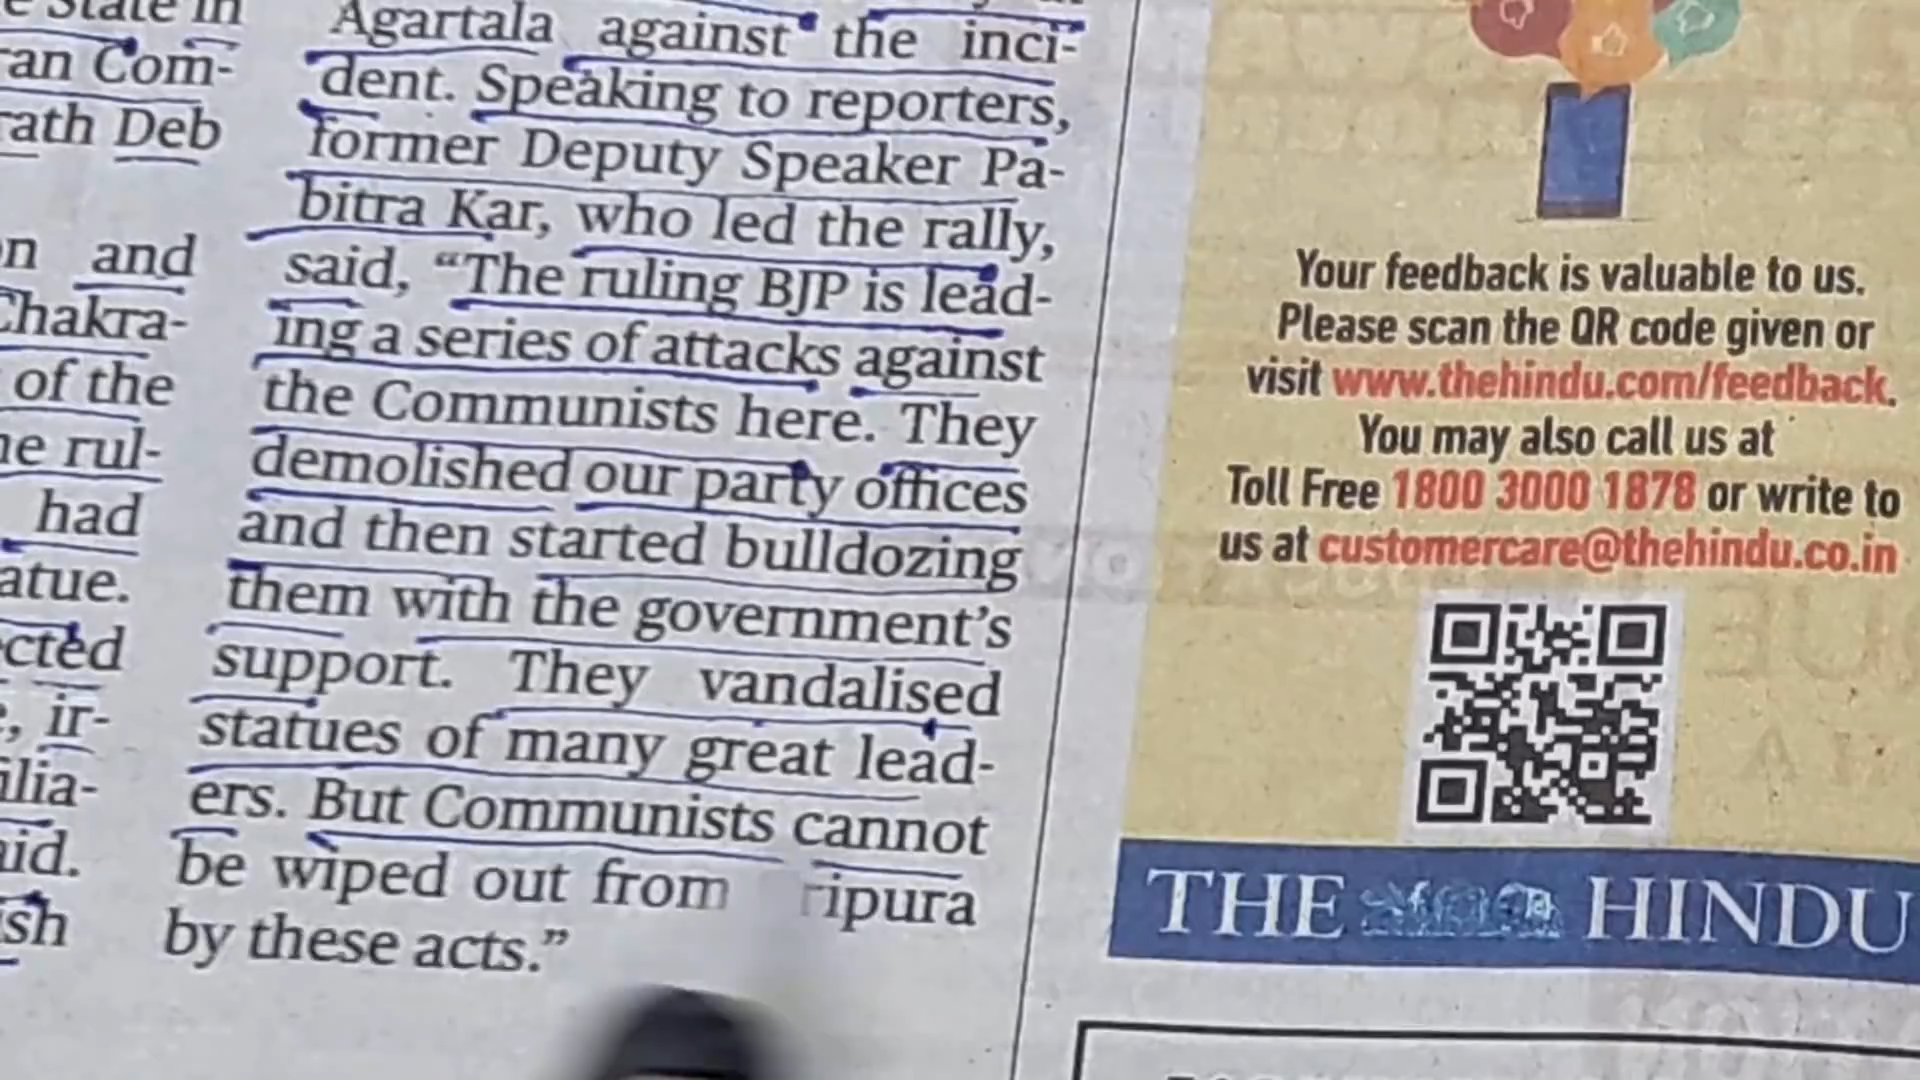 e State in
an Com-
ath Deb
n and
Chakra-
of the
he rul-
had
atue.
cted
, ir-
ilia-
aid.
ish
Agartala against the inci-
dent. Speaking to reporters,
former Deputy Speaker Pa-
bitra Kar, who led the rally,
said, “The ruling BJP is lead-
ing a series of attacks against
the Communists here. They
demolished our party offices
and then started bulldozing
them with the government’s
support. They vandalised
statues of many great lead-
ers. But Communists cannot
be wiped out from ripura
by these acts.”
Your feedback is valuable to us.
Please scan the QR code given or
visit www.thehindu.com/feedback.
You may also call us at
Toll Free 1800 3000 1878 or write to
us at customercare@thehindu.co.in
THE HINDU